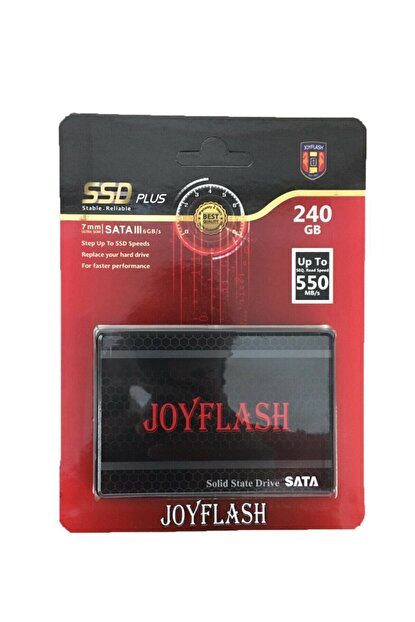 JOYFLASH
SSD PLUS
Stable. Reliable
7mm
SATA III 6GB/s
Step Up To SSD Speeds
Replace your hard drive
For faster performance
BEST
QUALITY
240
GB
Up To
SEQ. Read Speed
550
MB/s
JOYFLASH
Solid State Drive SATA
JOYFLASH